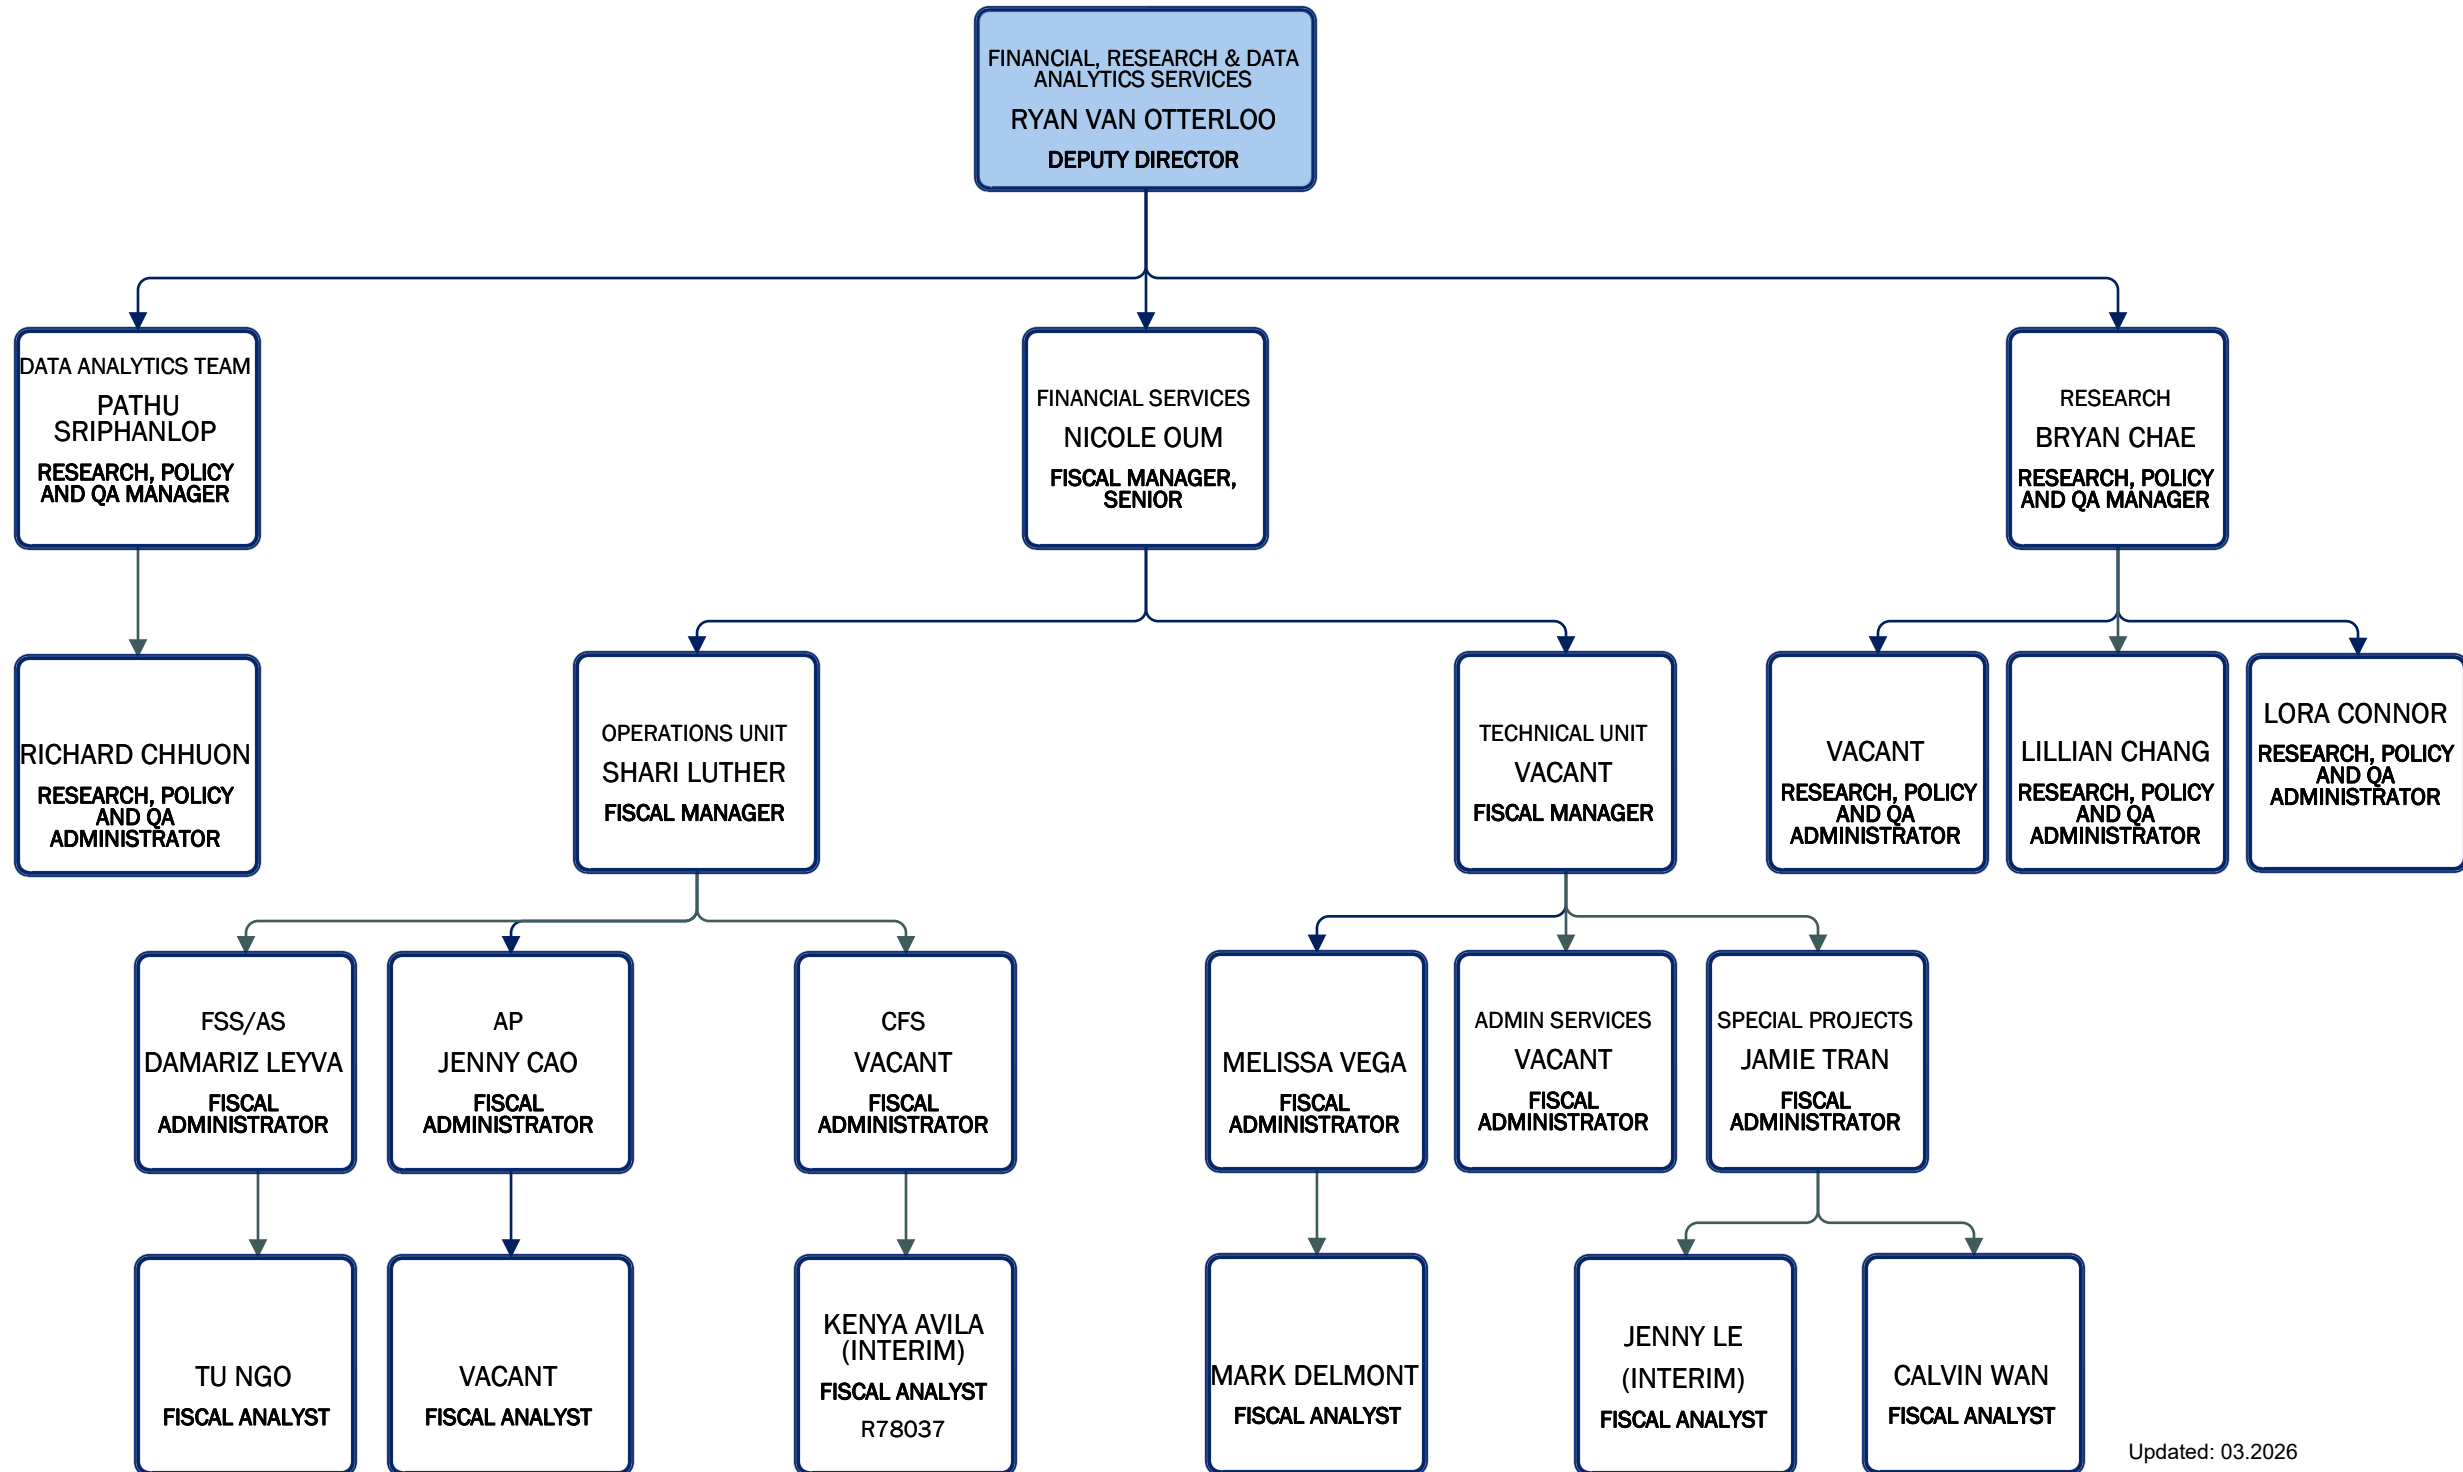 FINANCIAL, RESEARCH & DATA
ANALYTICS SERVICES
RYAN VAN OTTERLOO
DEPUTY DIRECTOR
DATA ANALYTICS TEAM
PATHU
SRIPHANLOP
RESEARCH, POLICY
AND QA MANAGER
FINANCIAL SERVICES
NICOLE OUM
FISCAL MANAGER,
SENIOR
RESEARCH
BRYAN CHAE
RESEARCH, POLICY
AND QA MANAGER
RICHARD CHHUON
RESEARCH, POLICY
AND QA
ADMINISTRATOR
OPERATIONS UNIT
SHARI LUTHER
FISCAL MANAGER
TECHNICAL UNIT
VACANT
FISCAL MANAGER
VACANT
RESEARCH, POLICY
AND QA
ADMINISTRATOR
LILLIAN CHANG
RESEARCH, POLICY
AND QA
ADMINISTRATOR
LORA CONNOR
RESEARCH, POLICY
AND QA
ADMINISTRATOR
FSS/AS
DAMARIZ LEYVA
FISCAL
ADMINISTRATOR
AP
JENNY CAO
FISCAL
ADMINISTRATOR
CFS
VACANT
FISCAL
ADMINISTRATOR
MELISSA VEGA
FISCAL
ADMINISTRATOR
ADMIN SERVICES
VACANT
FISCAL
ADMINISTRATOR
SPECIAL PROJECTS
JAMIE TRAN
FISCAL
ADMINISTRATOR
TU NGO
FISCAL ANALYST
VACANT
FISCAL ANALYST
KENYA AVILA
(INTERIM)
FISCAL ANALYST
R78037
MARK DELMONT
FISCAL ANALYST
JENNY LE
(INTERIM)
FISCAL ANALYST
CALVIN WAN
FISCAL ANALYST
Updated: 03.2026